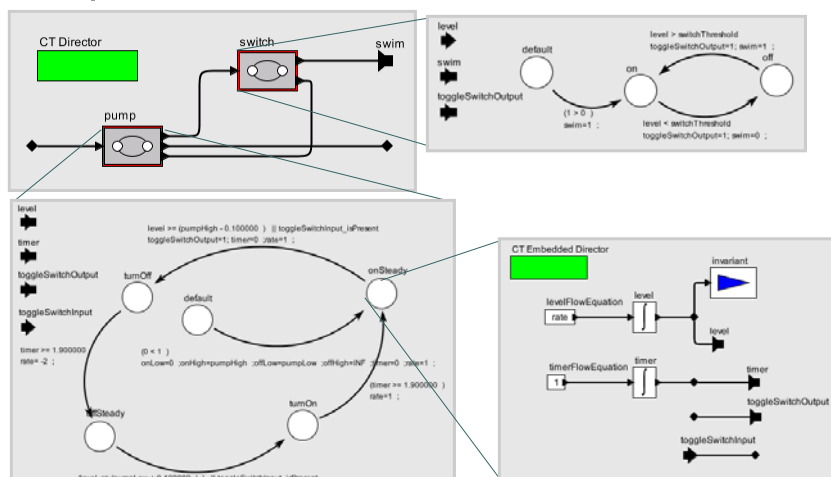 CT Director
switch
swim
pump
level
swim
toggleSwitchOutput
default
on
off
level > switchThreshold
toggleSwitchOutput=1; swim=1 ;
(1 > 0 )
swim=1 ;
level < switchThreshold
toggleSwitchOutput=1; swim=0 ;
level
timer
toggleSwitchOutput
toggleSwitchInput
level >= (pumpHigh - 0.100000 ) || toggleSwitchInput_isPresent
toggleSwitchOutput=1; timer=0 ;rate=1 ;
turnOff
onSteady
default
timer >= 1.900000
rate= -2 ;
(0 < 1 )
onLow=0 ;onHigh=pumpHigh ;offLow=pumpLow ;offHigh=INF ;timer=0 ;rate=1 ;
(timer >= 1.900000 )
rate=1 ;
offSteady
turnOn
CT Embedded Director
invariant
levelFlowEquation
level
rate
level
timerFlowEquation
timer
1
timer
toggleSwitchOutput
toggleSwitchInput